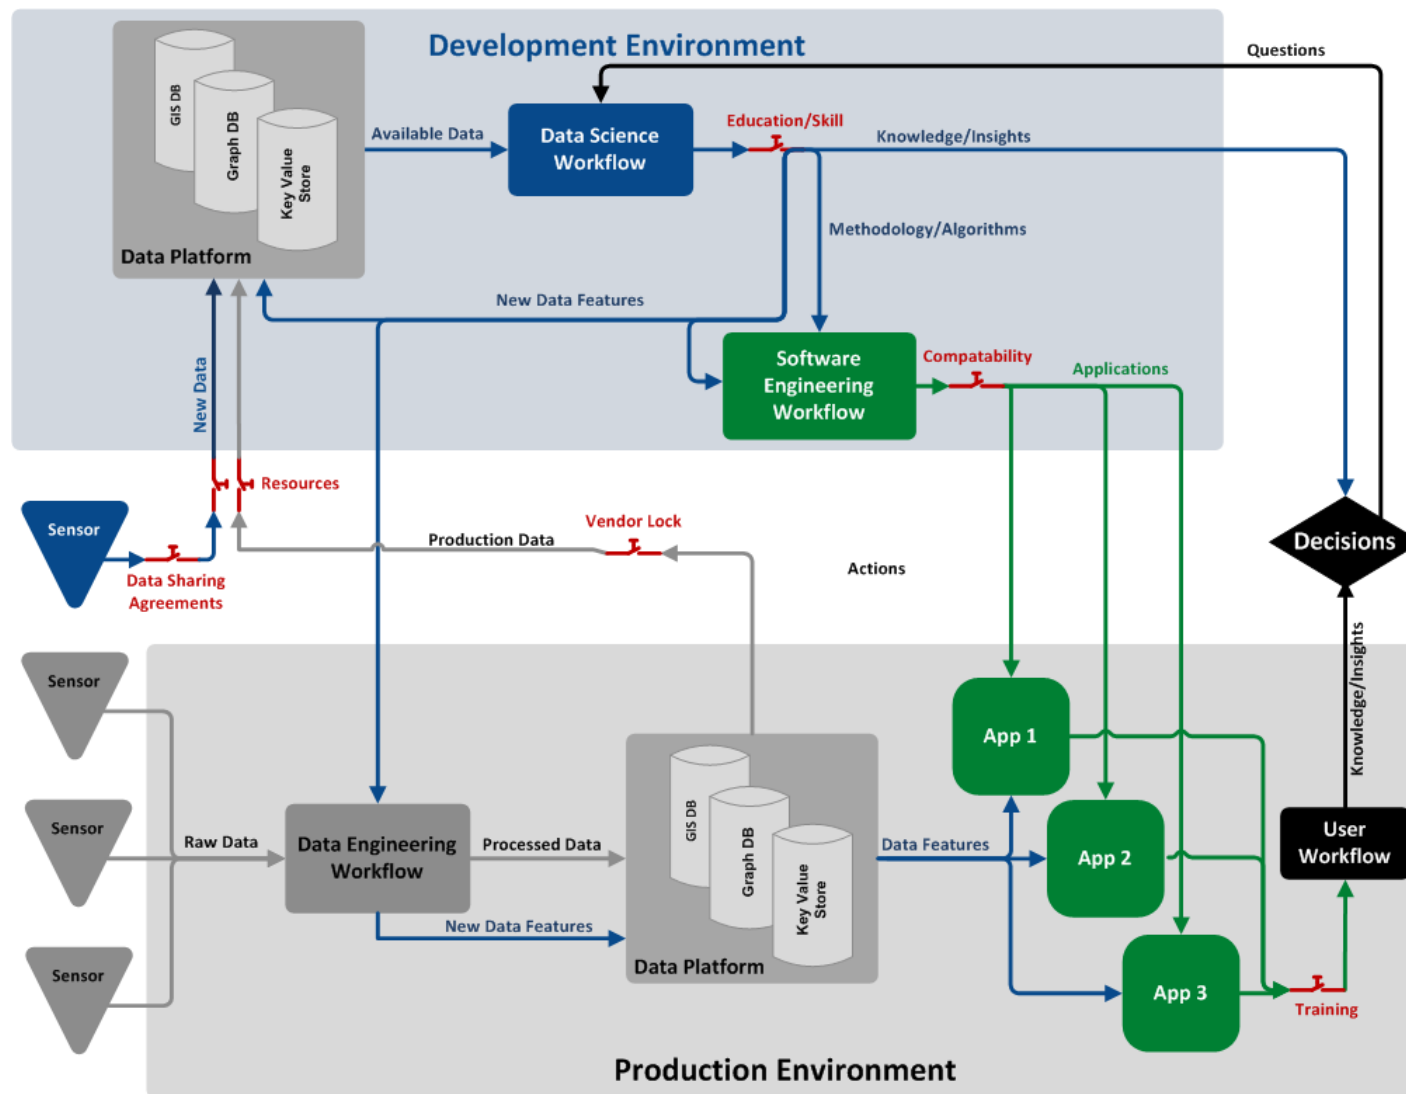 Development Environment
Questions
GIS DB
Graph DB
Key Value
Store
Data Platform
Available Data
Data Science
Workflow
Education/Skill
Knowledge/Insights
Methodology/Algorithms
New Data Features
Software
Engineering
Workflow
Compatability
Applications
New Data
Resources
Sensor
Data Sharing
Agreements
Production Data
Vendor Lock
Actions
Decisions
Knowledge/Insights
Sensor
Sensor
Sensor
Raw Data
Data Engineering
Workflow
Processed Data
New Data Features
GIS DB
Graph DB
Key Value
Store
Data Platform
Data Features
App 1
App 2
App 3
User
Workflow
Training
Production Environment